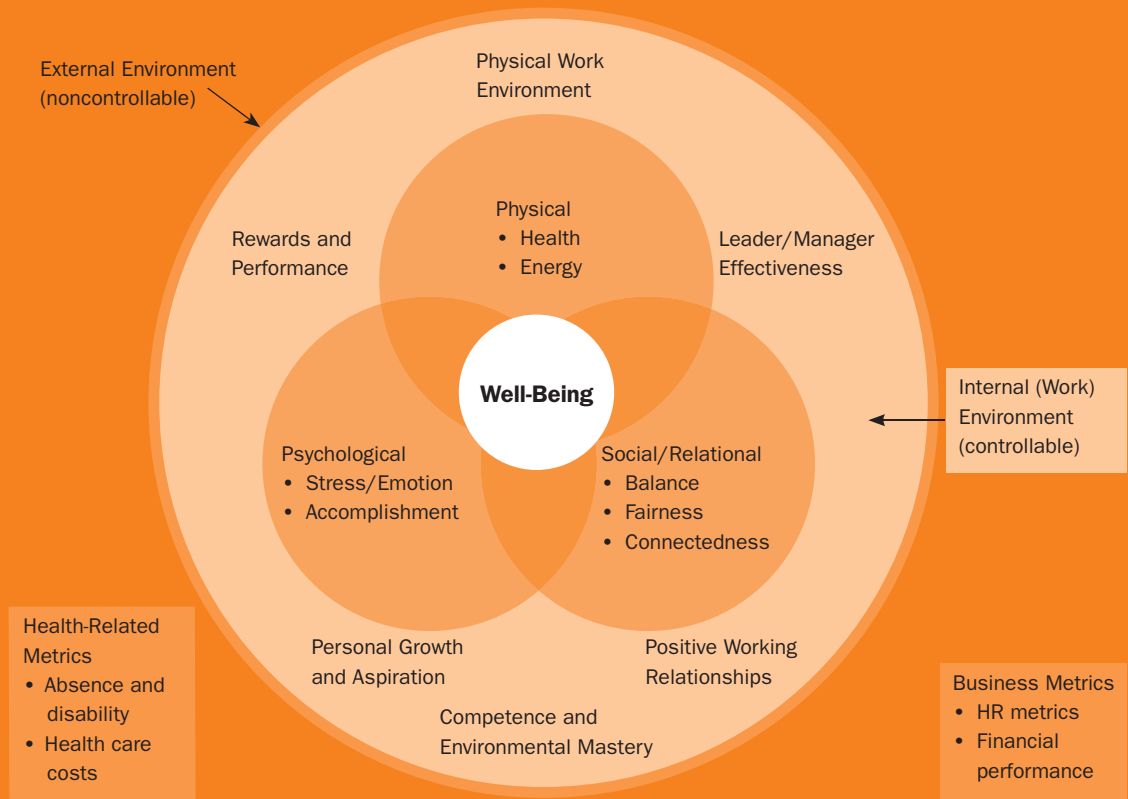 External Environment
(noncontrollable)
Physical Work
Environment
Rewards and
Performance
Physical
• Health
• Energy
Leader/Manager
Effectiveness
Well-Being
Internal (Work)
Environment
(controllable)
Psychological
• Stress/Emotion
• Accomplishment
Social/Relational
• Balance
• Fairness
• Connectedness
Health-Related
Metrics
• Absence and
disability
• Health care
costs
Personal Growth
and Aspiration
Positive Working
Relationships
Competence and
Environmental Mastery
Business Metrics
• HR metrics
• Financial
performance